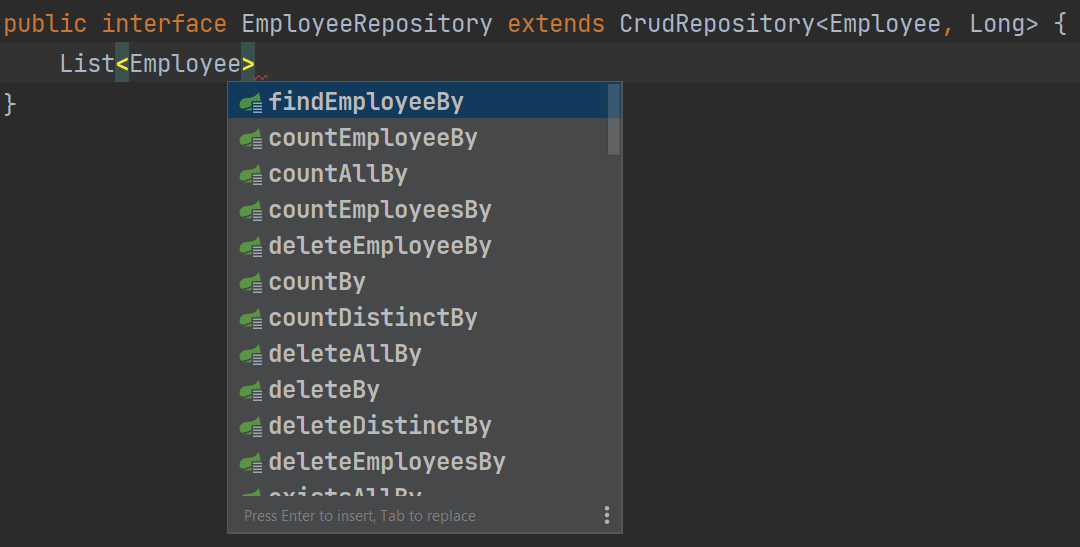 public interface EmployeeRepository extends CrudRepository<Employee, Long> {
List<Employee>
}
findEmployeeBy
countEmployeeBy
countAllBy
countEmployeesBy
deleteEmployeeBy
countBy
countDistinctBy
deleteAllBy
deleteBy
deleteDistinctBy
deleteEmployeesBy
existsAllBy
Press Enter to insert, Tab to replace